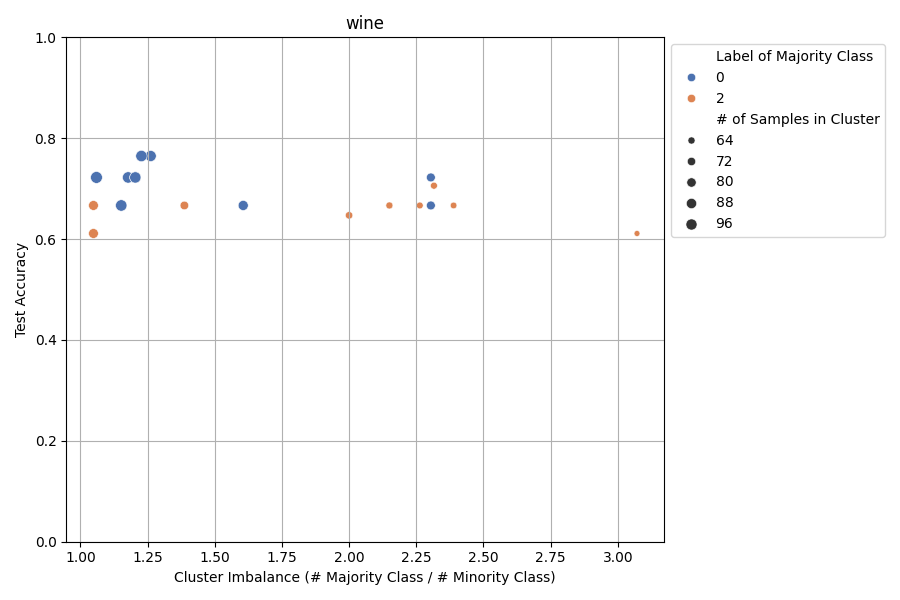 wine
Label of Majority Class
0
2
# of Samples in Cluster
64
72
80
88
96
Test Accuracy
1.0
0.8
0.6
0.4
0.2
0.0
1.00 1.25 1.50 1.75 2.00 2.25 2.50 2.75 3.00
Cluster Imbalance (# Majority Class / # Minority Class)